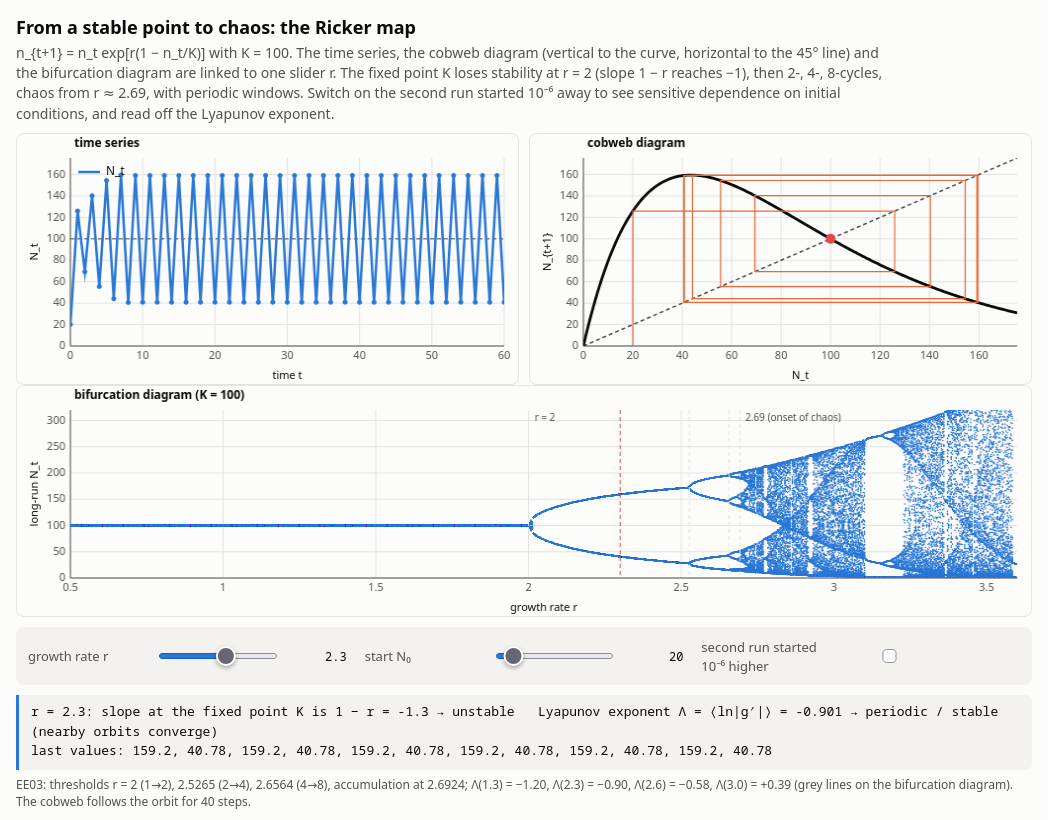 From a stable point to chaos: the Ricker map
n_{t+1} = n_t exp[r(1 − n_t/K)] with K = 100. The time series, the cobweb diagram (vertical to the curve, horizontal to the 45° line) and
the bifurcation diagram are linked to one slider r. The fixed point K loses stability at r = 2 (slope 1 − r reaches −1), then 2-, 4-, 8-cycles,
chaos from r ≈ 2.69, with periodic windows. Switch on the second run started 10⁻⁶ away to see sensitive dependence on initial
conditions, and read off the Lyapunov exponent.
time series
N_t
160
140
120
100
80
60
40
20
0
N_t
0 10 20 30 40 50 60
time t
cobweb diagram
160
140
120
100
80
60
40
20
0
N_{t+1}
0 20 40 60 80 100 120 140 160
N_t
bifurcation diagram (K = 100)
r = 2
2.69 (onset of chaos)
300
250
200
150
100
50
0
long-run N_t
0.5 1 1.5 2 2.5 3 3.5
growth rate r
growth rate r 2.3 start N₀ 20 second run started
10⁻⁶ higher
r = 2.3: slope at the fixed point K is 1 − r = -1.3 → unstable Lyapunov exponent Λ = ⟨ln|g′|⟩ = -0.901 → periodic / stable
(nearby orbits converge)
last values: 159.2, 40.78, 159.2, 40.78, 159.2, 40.78, 159.2, 40.78, 159.2, 40.78, 159.2, 40.78
EE03: thresholds r = 2 (1→2), 2.5265 (2→4), 2.6564 (4→8), accumulation at 2.6924; Λ(1.3) = −1.20, Λ(2.3) = −0.90, Λ(2.6) = −0.58, Λ(3.0) = +0.39 (grey lines on the bifurcation diagram).
The cobweb follows the orbit for 40 steps.